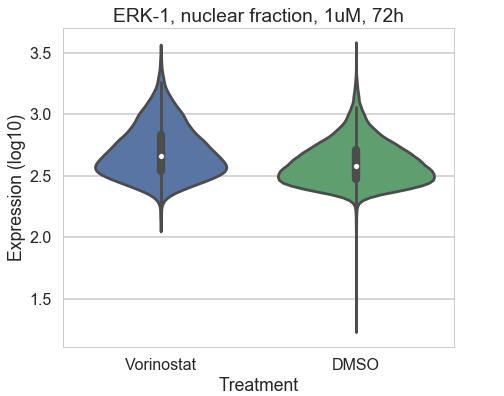 ERK-1, nuclear fraction, 1uM, 72h
Expression (log10)
3.5
3.0
2.5
2.0
1.5
Vorinostat DMSO
Treatment